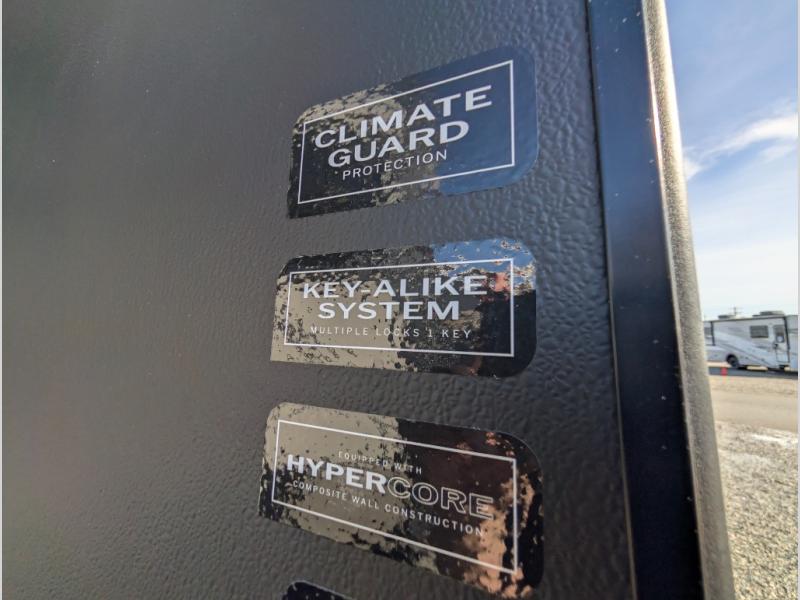 CLIMATE
GUARD
PROTECTION
KEY-ALIKE
SYSTEM
MULTIPLE LOCKS 1 KEY
EQUIPPED WITH
HYPERCORE
COMPOSITE WALL CONSTRUCTION